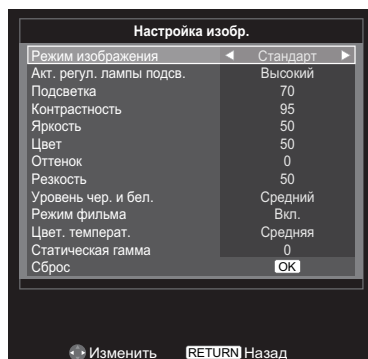 Настройка изобр.
Режим изображения Стандарт
Акт. регул. лампы подсв. Высокий
Подсветка 70
Контрастность 95
Яркость 50
Цвет 50
Оттенок 0
Резкость 50
Уровень чер. и бел. Средний
Режим фильма Вкл.
Цвет. температ. Средняя
Статическая гамма 0
Сброс OK
Изменить RETURN Назад